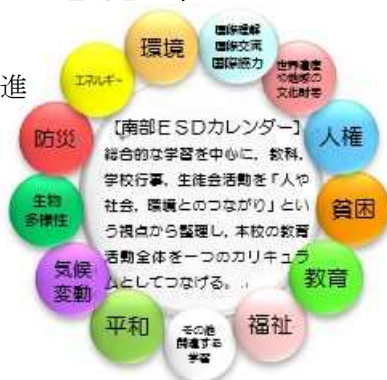 進
環境
国際理解
国際交流
国際協力
世界遺産
や地域の
文化財等
人権
貧困
教育
福祉
その他
関連する
学習
平和
気候
変動
生物
多様性
防災
エネルギー
［南部ＥＳＤカレンダー］
総合的な学習を中心に，教科，
学校行事，生徒会活動を「人や
社会，環境とのつながり」とい
う視点から整理し，本校の教育
活動全体を一つのカリキュラ
ムとしてつなげる。